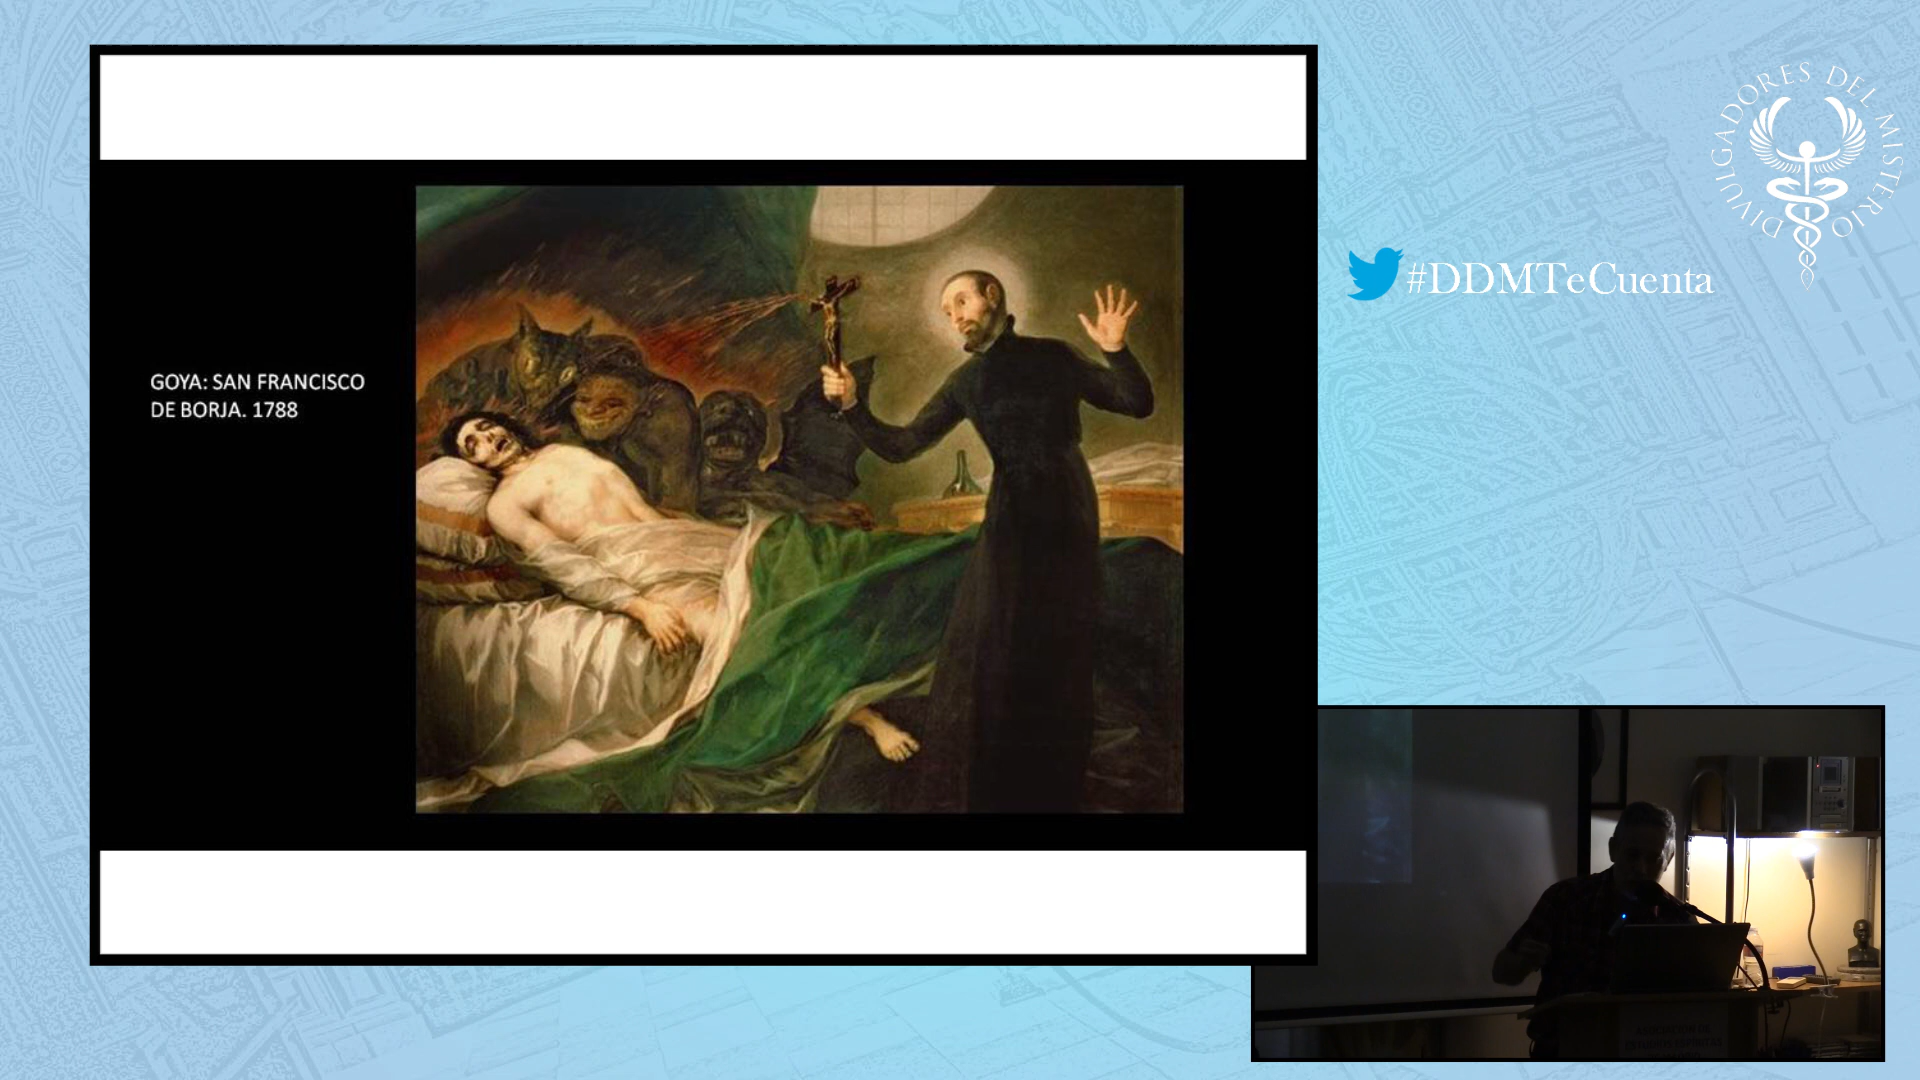 GOYA: SAN FRANCISCO
DE BORJA. 1788
#DDMTeCuenta
DIVULGADORES DEL MISTERIO